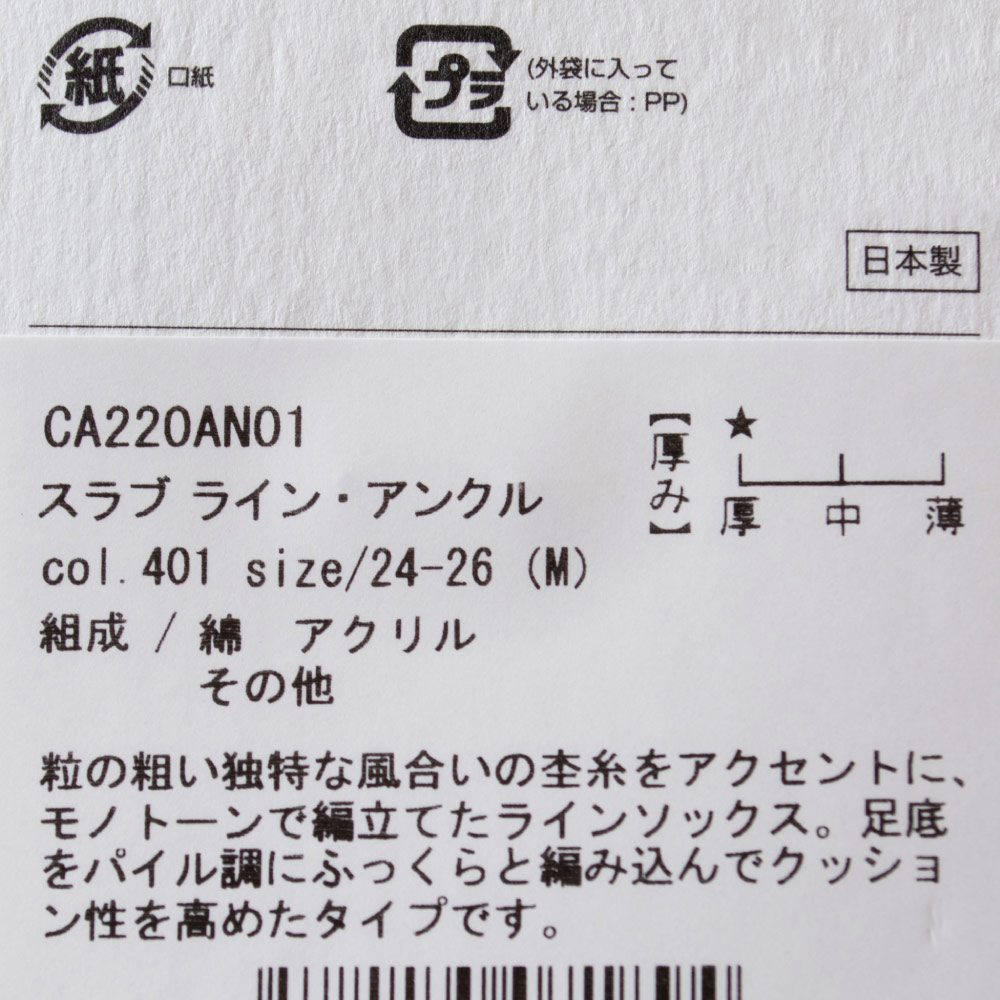 紙 口紙
プラ (外袋に入って
いる場合：PP)
日本製
CA220AN01
スラブ ライン・アンクル
col.401 size/24-26 (M)
組成 / 綿　アクリル
その他
【厚み】
★
厚 中 薄
粒の粗い独特な風合いの杢糸をアクセントに、
モノトーンで編立てたラインソックス。足底
をパイル調にふっくらと編み込んでクッショ
ン性を高めたタイプです。